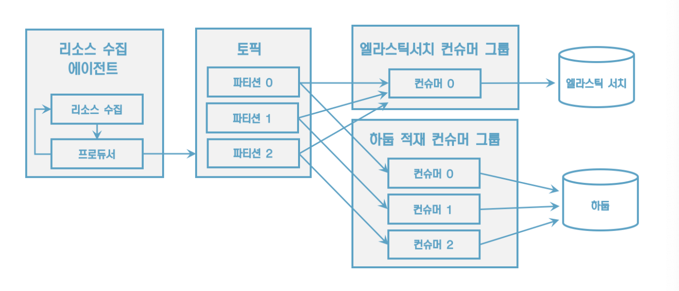 리소스 수집
에이전트
리소스 수집
프로듀서
토픽
파티션 0
파티션 1
파티션 2
엘라스틱서치 컨슈머 그룹
컨슈머 0
하둡 적재 컨슈머 그룹
컨슈머 0
컨슈머 1
컨슈머 2
엘라스틱 서치
하둡